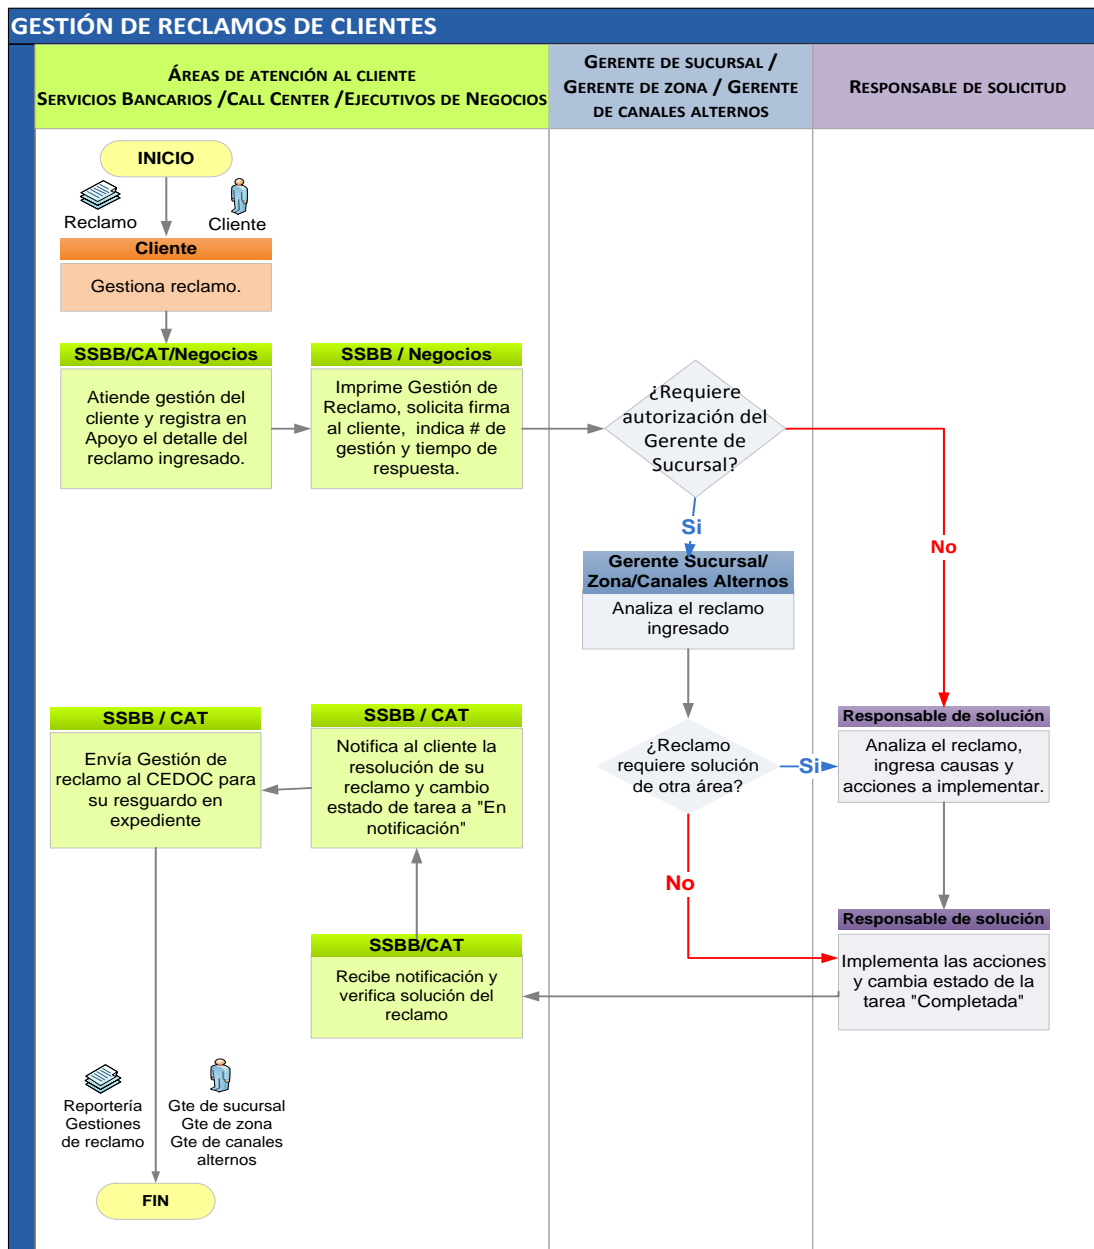 GESTIÓN DE RECLAMOS DE CLIENTES
ÁREAS DE ATENCIÓN AL CLIENTE
SERVICIOS BANCARIOS /CALL CENTER /EJECUTIVOS DE NEGOCIOS
GERENTE DE SUCURSAL /
GERENTE DE ZONA / GERENTE
DE CANALES ALTERNOS
RESPONSABLE DE SOLICITUD
INICIO
Reclamo
Cliente
Cliente
Gestiona reclamo.
SSBB/CAT/Negocios
Atiende gestión del
cliente y registra en
Apoyo el detalle del
reclamo ingresado.
SSBB / Negocios
Imprime Gestión de
Reclamo, solicita firma
al cliente, indica # de
gestión y tiempo de
respuesta.
¿Requiere
autorización del
Gerente de
Sucursal?
Si
No
Gerente Sucursal/
Zona/Canales Alternos
Analiza el reclamo
ingresado
¿Reclamo
requiere solución
de otra área?
Si
No
Responsable de solución
Analiza el reclamo,
ingresa causas y
acciones a implementar.
Responsable de solución
Implementa las acciones
y cambia estado de la
tarea "Completada"
SSBB/CAT
Recibe notificación y
verifica solución del
reclamo
SSBB / CAT
Notifica al cliente la
resolución de su
reclamo y cambio
estado de tarea a "En
notificación"
SSBB / CAT
Envía Gestión de
reclamo al CEDOC para
su resguardo en
expediente
Reportería
Gestiones
de reclamo
Gte de sucursal
Gte de zona
Gte de canales
alternos
FIN